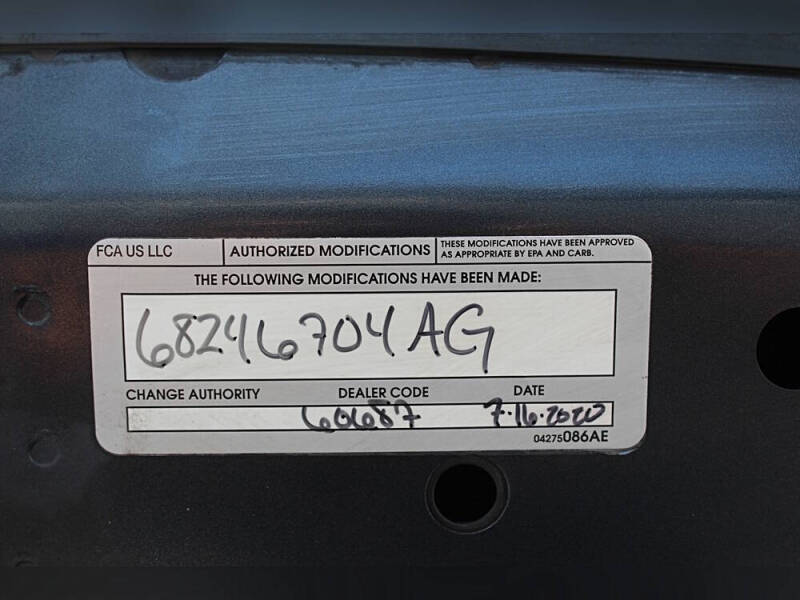 FCA US LLC AUTHORIZED MODIFICATIONS THESE MODIFICATIONS HAVE BEEN APPROVED
AS APPROPRIATE BY EPA AND CARB.
THE FOLLOWING MODIFICATIONS HAVE BEEN MADE:
68246704AG
CHANGE AUTHORITY DEALER CODE DATE
60687 7-16-2020
04275086AE